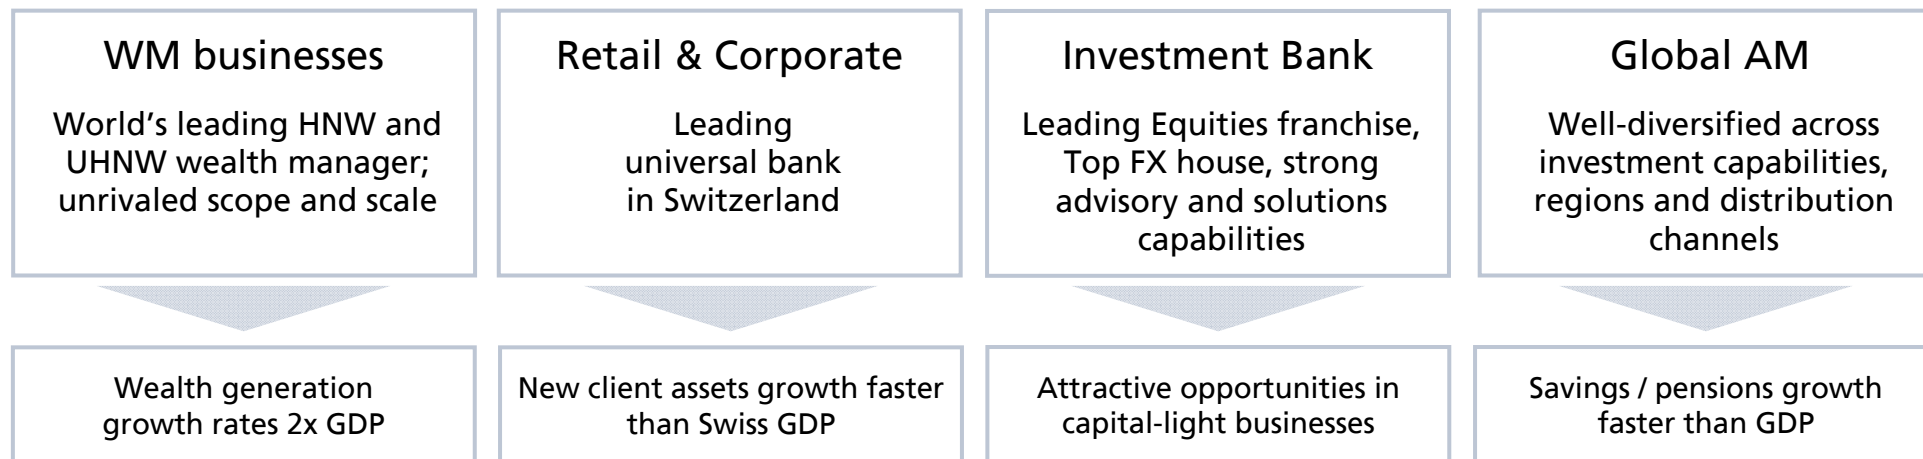 WM businesses
World's leading HNW and
UHNW wealth manager;
unrivaled scope and scale
Retail & Corporate
Leading
universal bank
in Switzerland
Investment Bank
Leading Equities franchise,
Top FX house, strong
advisory and solutions
capabilities
Global AM
Well-diversified across
investment capabilities,
regions and distribution
channels
Wealth generation
growth rates 2x GDP
New client assets growth faster
than Swiss GDP
Attractive opportunities in
capital-light businesses
Savings / pensions growth
faster than GDP